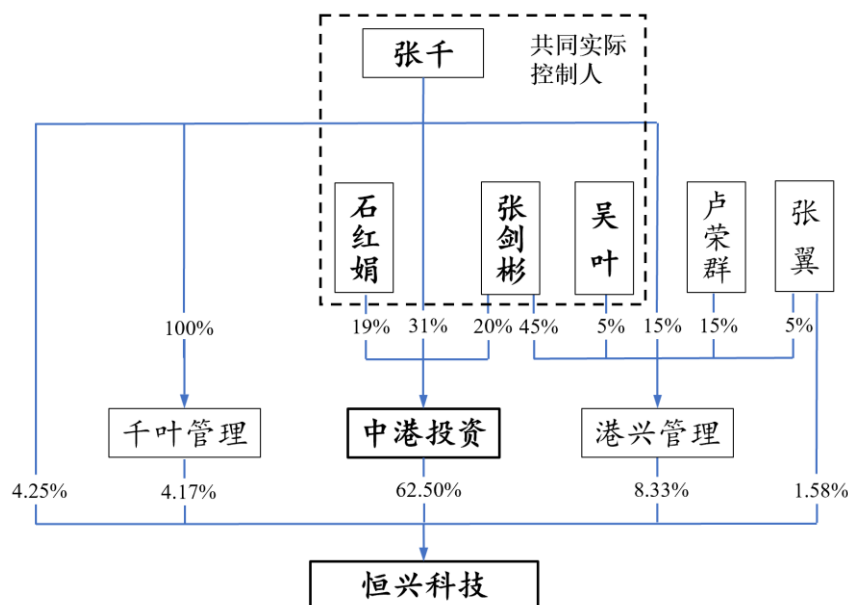 张千
共同实际
控制人
石红娟
张剑彬
吴叶
卢荣群
张翼
100%
19%
31%
20%
45%
5%
15%
15%
5%
千叶管理
中港投资
港兴管理
4.25%
4.17%
62.50%
8.33%
1.58%
恒兴科技